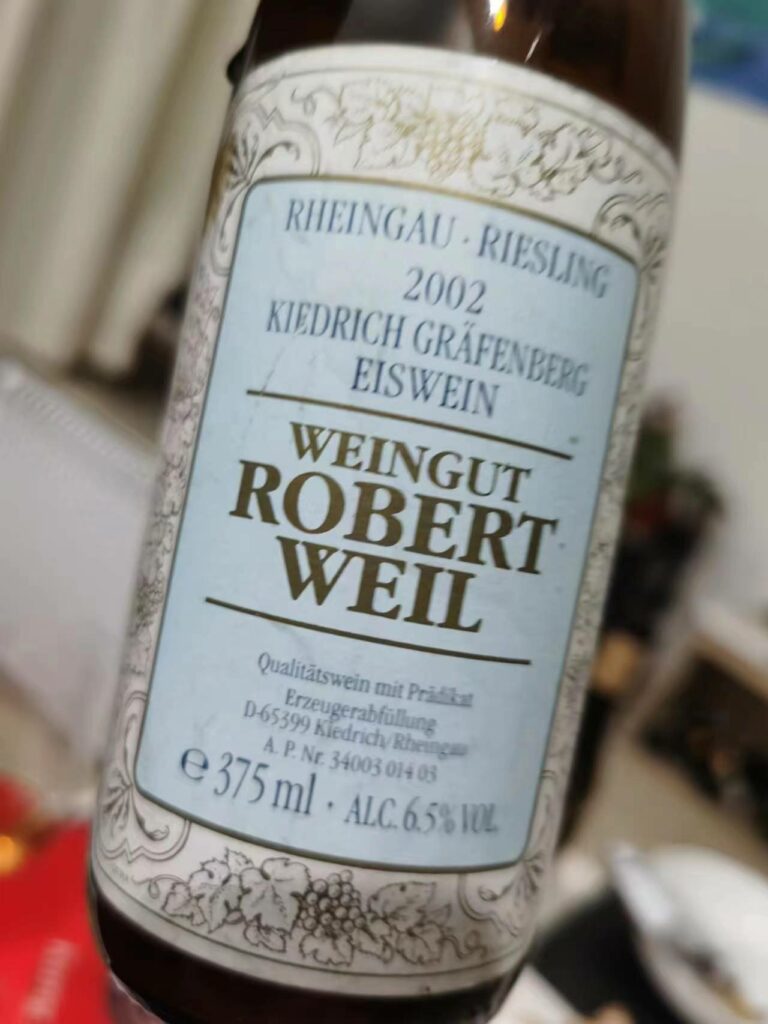 RHEINGAU · RIESLING
2002
KIEDRICH GRÄFENBERG
EISWEIN
WEINGUT
ROBERT
WEIL
Qualitätswein mit Prädikat
Erzeugerabfüllung
D-65399 Kiedrich/Rheingau
A. P. Nr. 34003 014 03
℮ 375 ml · ALC. 6.5% VOL.